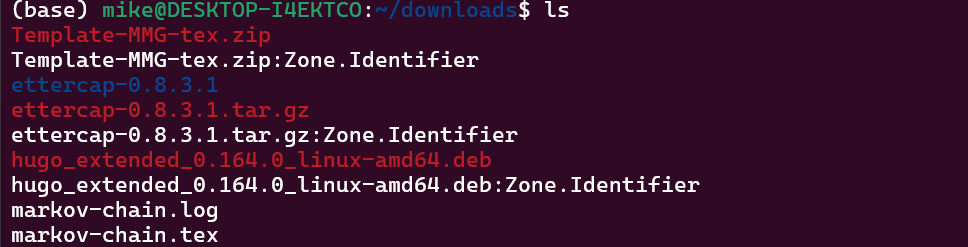 (base) mike@DESKTOP-I4EKTCO:~/downloads$ ls
Template-MMG-tex.zip
Template-MMG-tex.zip:Zone.Identifier
ettercap-0.8.3.1
ettercap-0.8.3.1.tar.gz
ettercap-0.8.3.1.tar.gz:Zone.Identifier
hugo_extended_0.164.0_linux-amd64.deb
hugo_extended_0.164.0_linux-amd64.deb:Zone.Identifier
markov-chain.log
markov-chain.tex